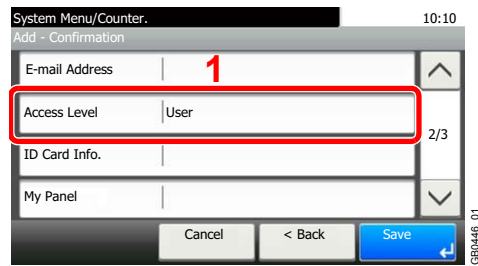 System Menu/Counter. 10:10
Add - Confirmation
E-mail Address 1
Access Level User
2/3
ID Card Info.
My Panel
Cancel < Back Save
GB0446_01